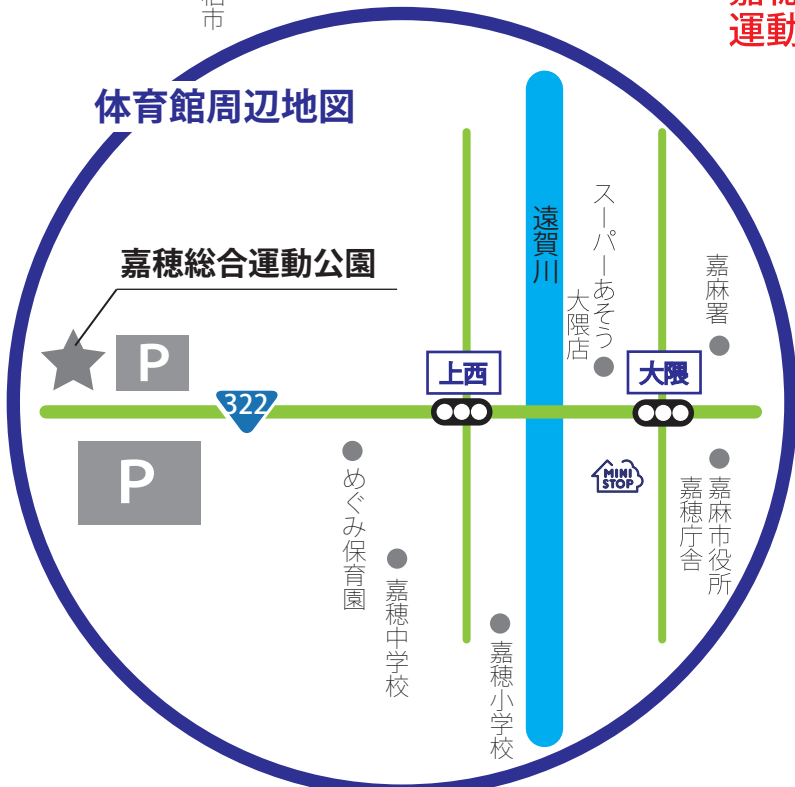 市
嘉穂
運動
体育館周辺地図
嘉穂総合運動公園
遠賀川
スーパーあそう
大隈店
嘉麻署
P
上西
大隈
322
P
MINI
STOP
めぐみ保育園
嘉穂中学校
嘉穂小学校
嘉麻市役所
嘉穂庁舎